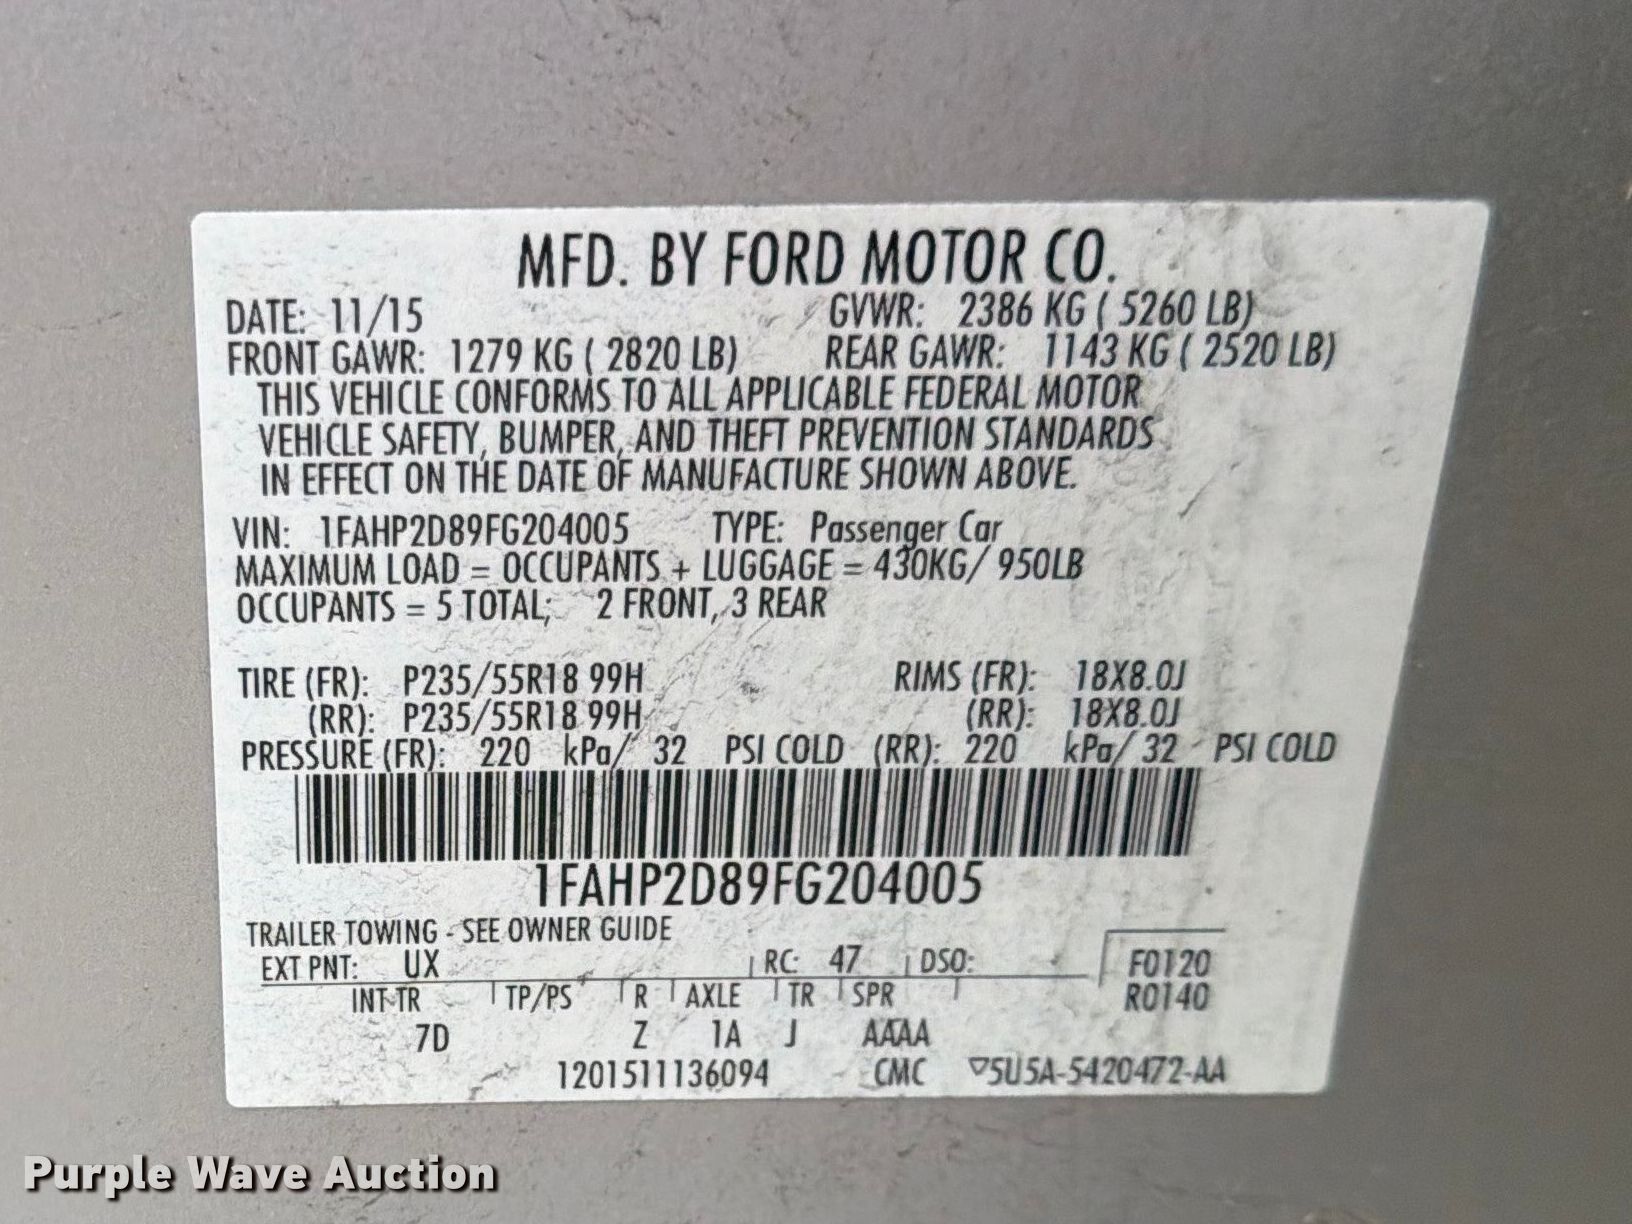 MFD. BY FORD MOTOR CO.
DATE: 11/15 GVWR: 2386 KG ( 5260 LB)
FRONT GAWR: 1279 KG ( 2820 LB) REAR GAWR: 1143 KG ( 2520 LB)
THIS VEHICLE CONFORMS TO ALL APPLICABLE FEDERAL MOTOR
VEHICLE SAFETY, BUMPER, AND THEFT PREVENTION STANDARDS
IN EFFECT ON THE DATE OF MANUFACTURE SHOWN ABOVE.
VIN: 1FAHP2D89FG204005 TYPE: Passenger Car
MAXIMUM LOAD = OCCUPANTS + LUGGAGE = 430KG/ 950LB
OCCUPANTS = 5 TOTAL; 2 FRONT, 3 REAR
TIRE (FR): P235/55R18 99H RIMS (FR): 18X8.0J
(RR): P235/55R18 99H (RR): 18X8.0J
PRESSURE (FR): 220 kPa/ 32 PSI COLD (RR): 220 kPa/ 32 PSI COLD
1FAHP2D89FG204005
TRAILER TOWING - SEE OWNER GUIDE
EXT PNT: UX RC: 47 DSO: F0120
INT TR TP/PS R AXLE TR SPR R0140
7D Z 1A J AAAA
1201511136094 CMC ▽5U5A-5420472-AA
Purple Wave Auction